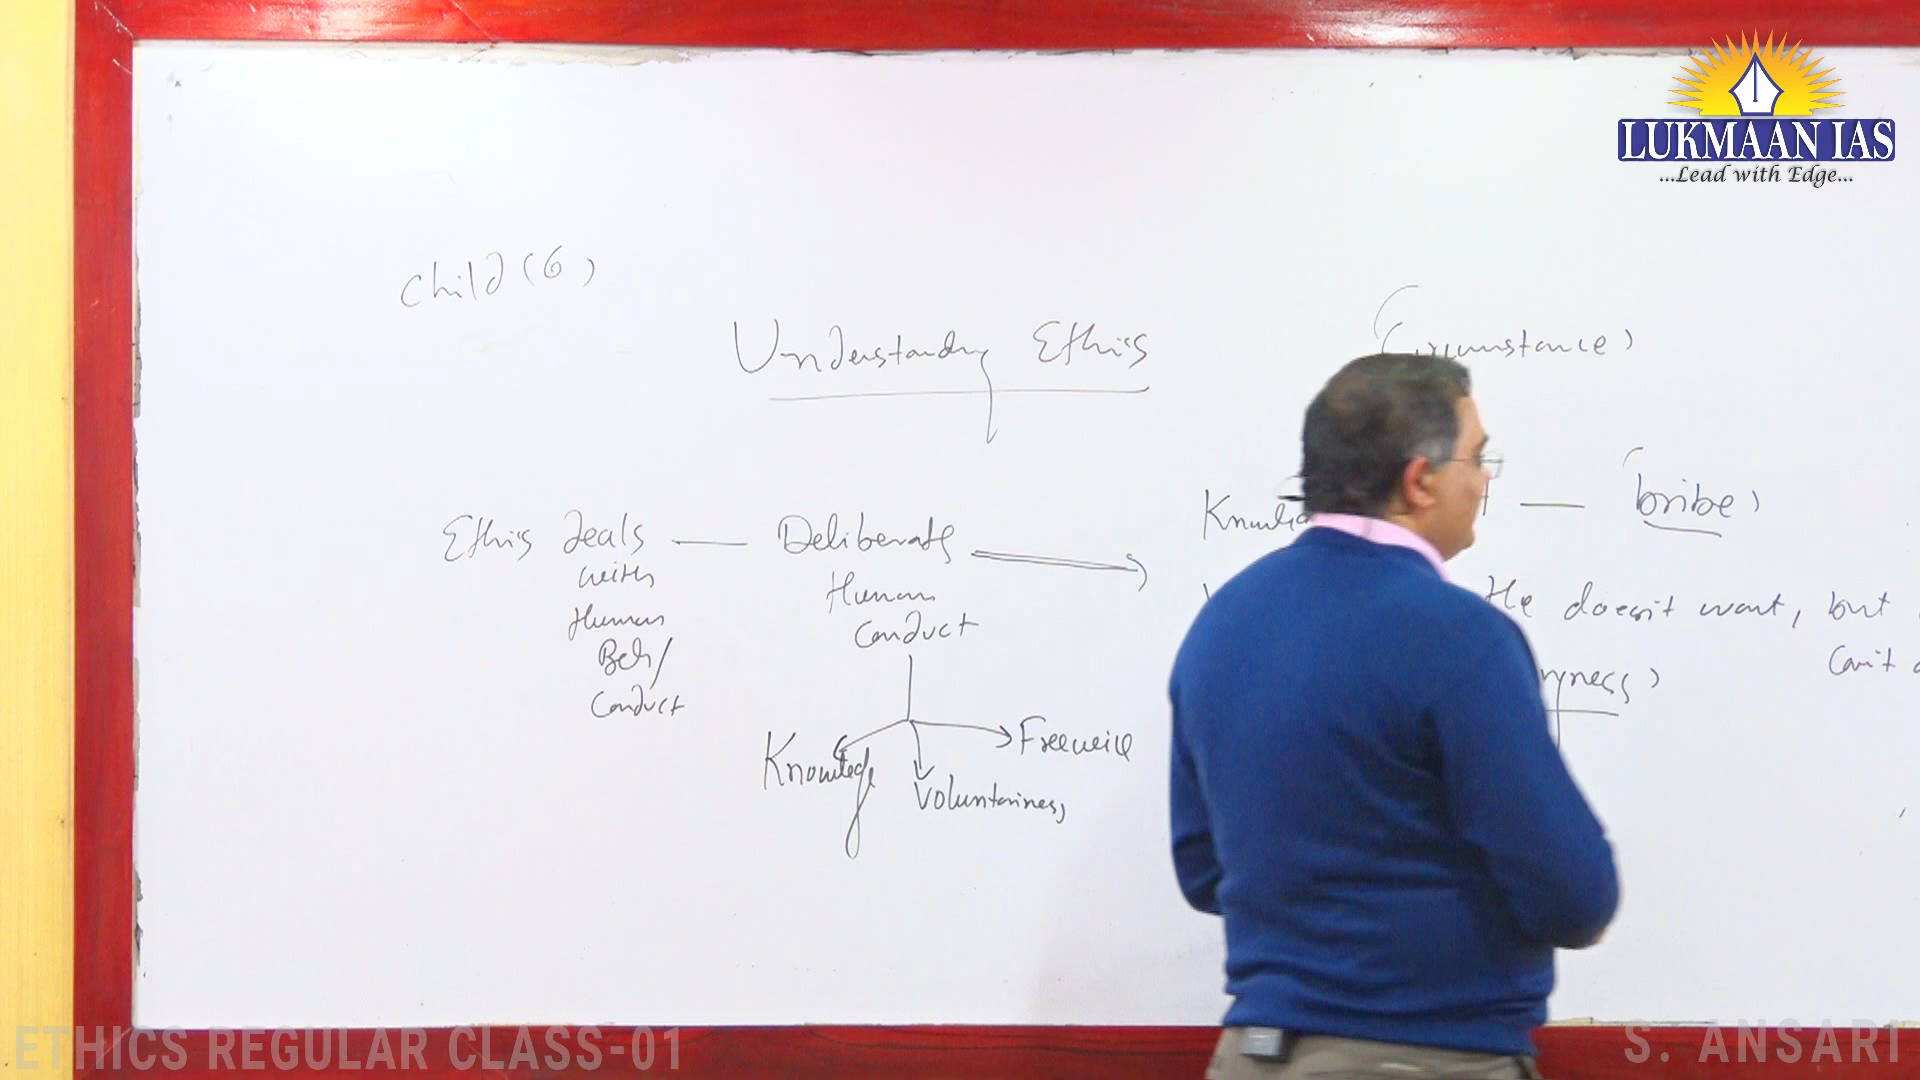 LUKMAAN IAS
...Lead with Edge...
Child (6)
Understanding Ethics
Circumstance)
Ethics deals — Deliberate
with
Human
Beh/
Conduct
Human
Conduct
Knowledge
Voluntariness
Freewill
— bribe)
He doesn't want, but
Can't
ETHICS REGULAR CLASS-01
S. ANSARI